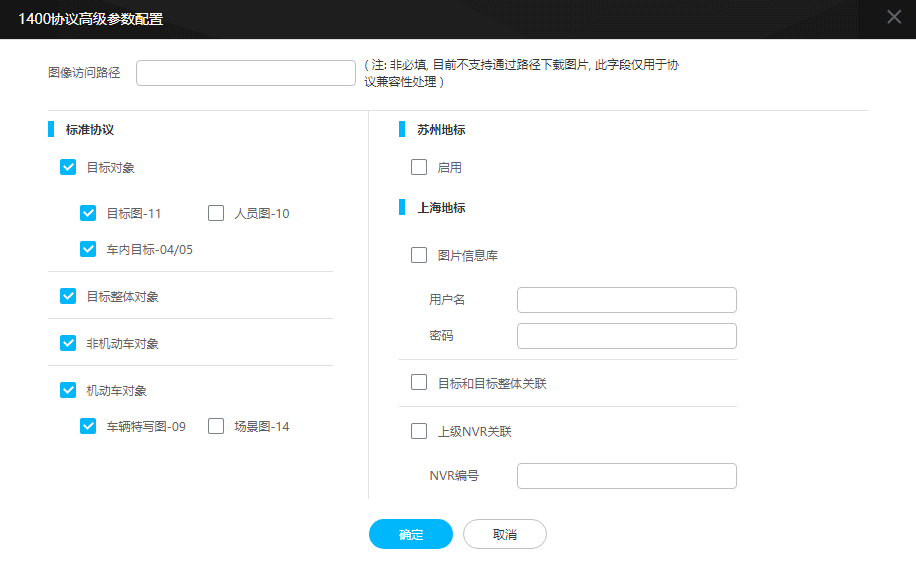 1400协议高级参数配置
图像访问路径
( 注: 非必填, 目前不支持通过路径下载图片, 此字段仅用于协
议兼容性处理 )
标准协议
目标对象
目标图-11
人员图-10
车内目标-04/05
目标整体对象
非机动车对象
机动车对象
车辆特写图-09
场景图-14
苏州地标
启用
上海地标
图片信息库
用户名
密码
目标和目标整体关联
上级NVR关联
NVR编号
确定
取消